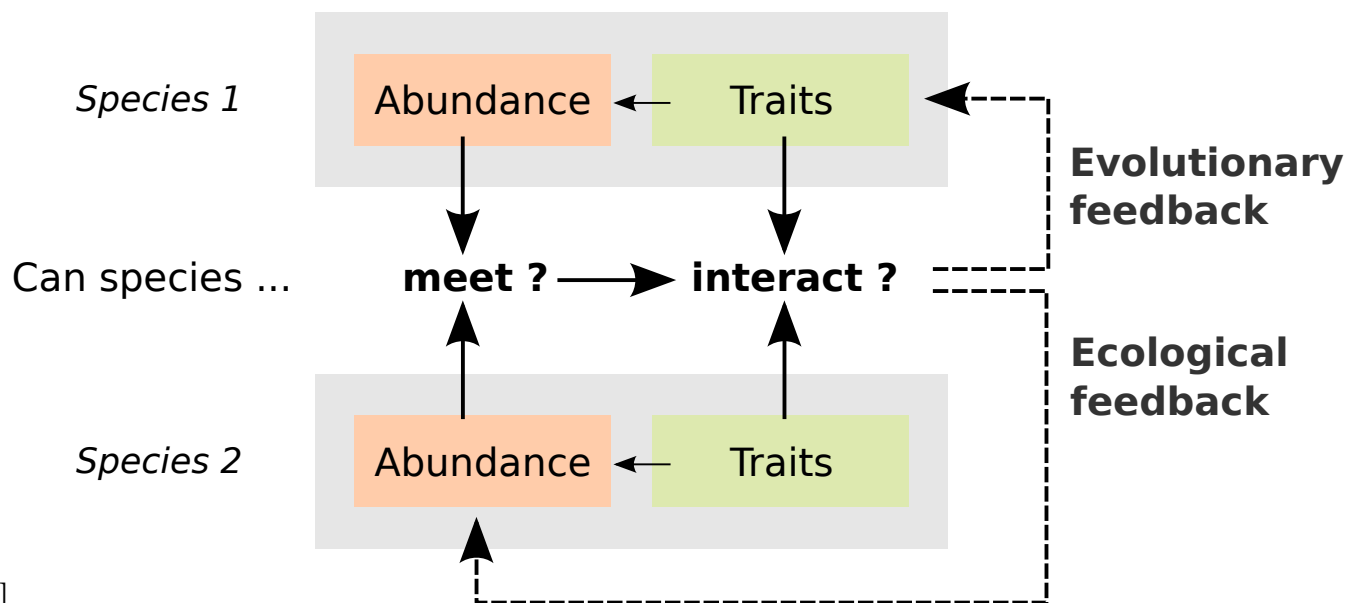 Species 1
Abundance
Traits
Evolutionary
feedback
Can species ...
meet ?
interact ?
Ecological
feedback
Species 2
Abundance
Traits
]